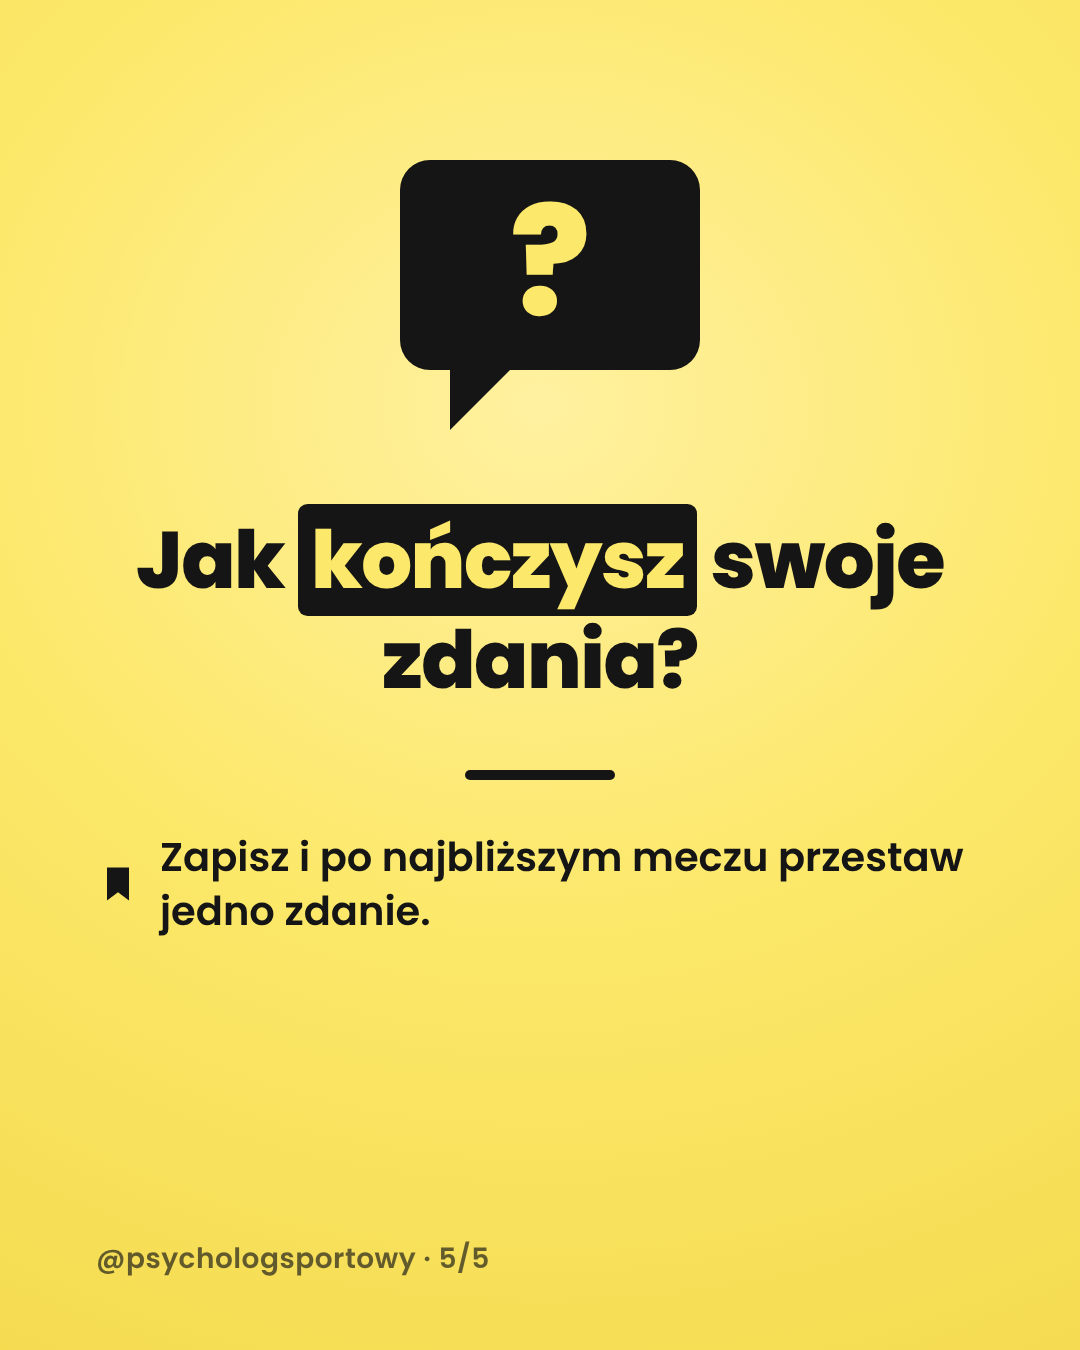 ?
Jak kończysz swoje
zdania?
Zapisz i po najbliższym meczu przestaw
jedno zdanie.
@psychologsportowy · 5/5